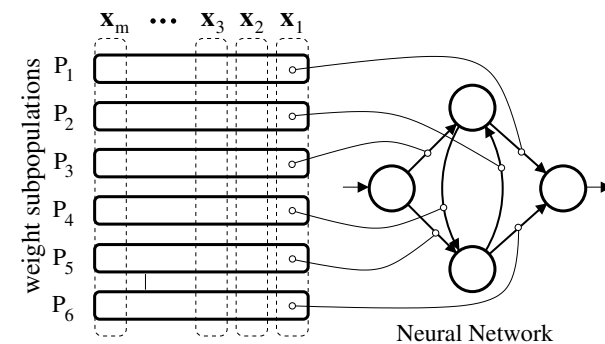 x_m ••• x_3 x_2 x_1
weight subpopulations
P_1
P_2
P_3
P_4
P_5
P_6
Neural Network